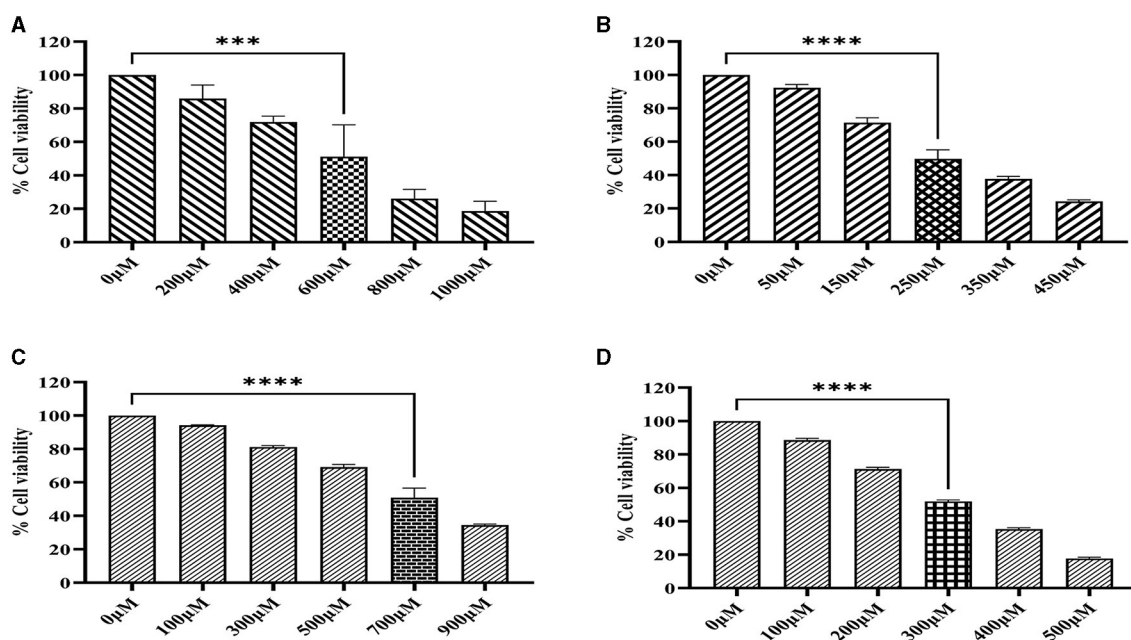 A
% Cell viability
120
100
80
60
40
20
0
***
0µM
200µM
400µM
600µM
800µM
1000µM
B
% Cell viability
120
100
80
60
40
20
0
****
0µM
50µM
150µM
250µM
350µM
450µM
C
% Cell viability
120
100
80
60
40
20
0
****
0µM
100µM
300µM
500µM
700µM
900µM
D
% Cell viability
120
100
80
60
40
20
0
****
0µM
100µM
200µM
300µM
400µM
500µM